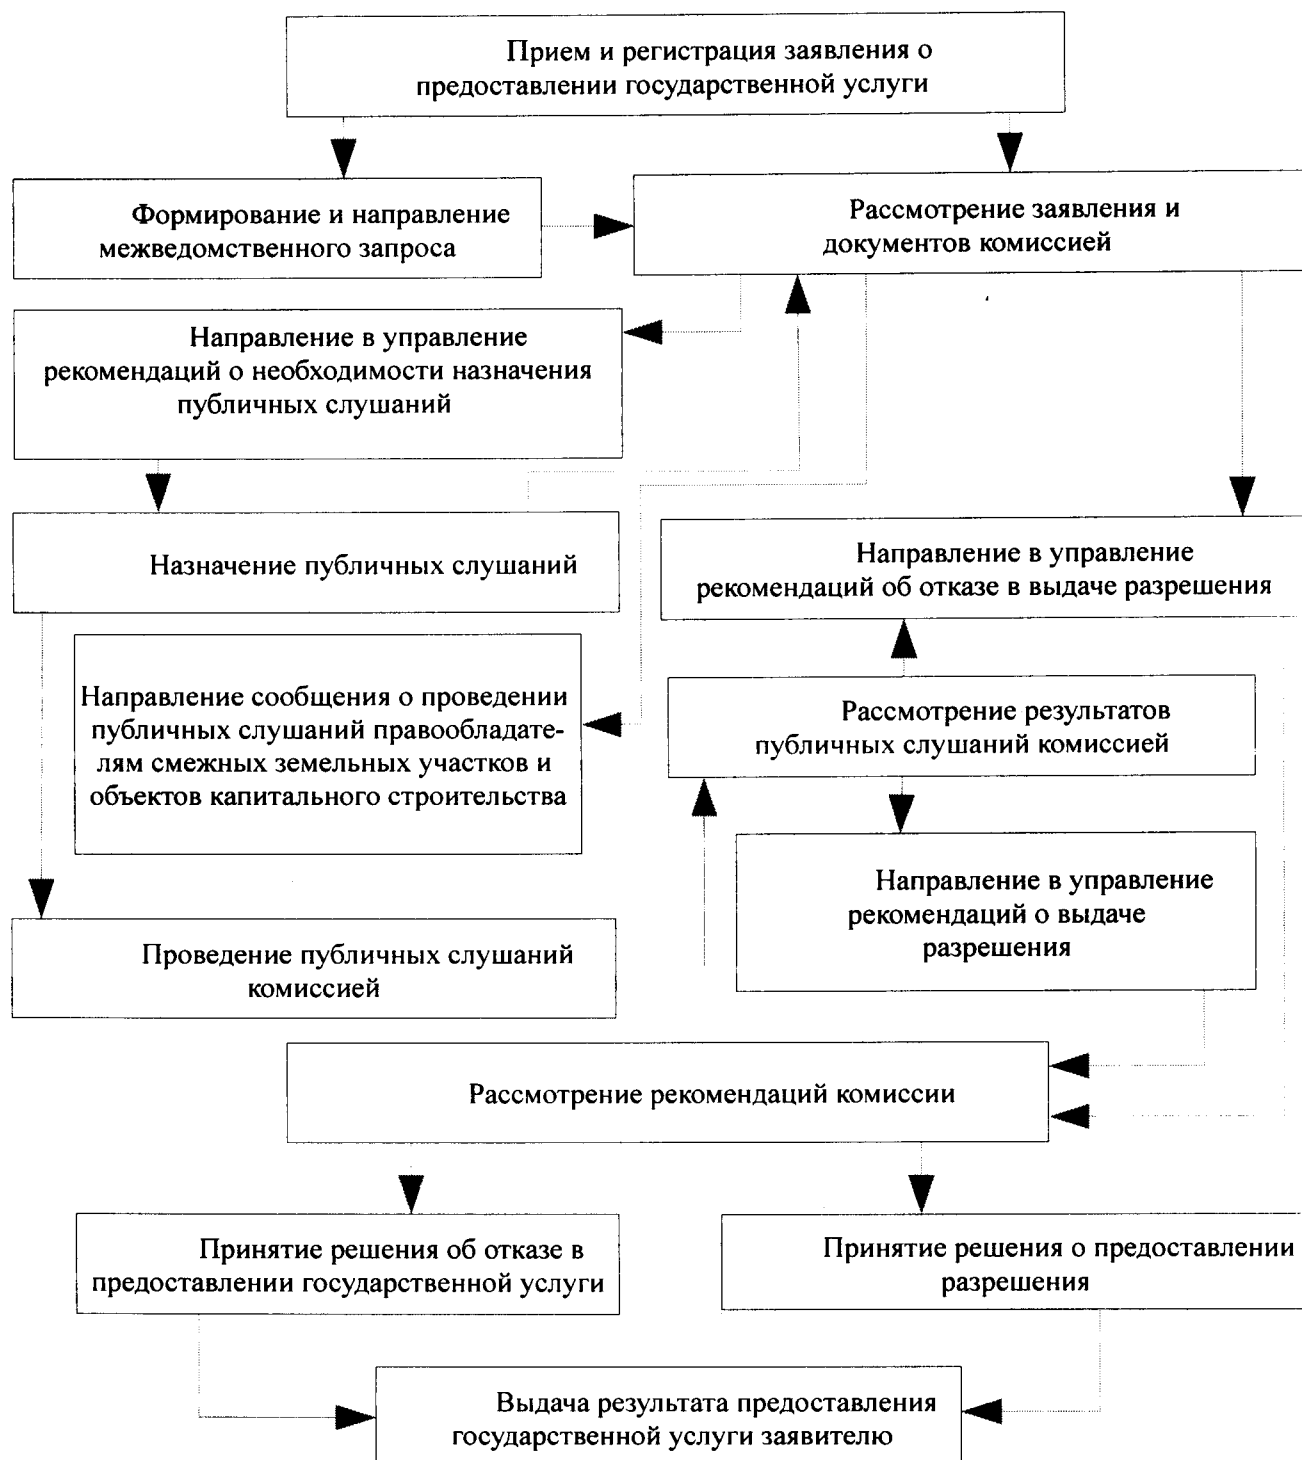 Прием и регистрация заявления о
предоставлении государственной услуги
Формирование и направление
межведомственного запроса
Рассмотрение заявления и
документов комиссией
Направление в управление
рекомендаций о необходимости назначения
публичных слушаний
Назначение публичных слушаний
Направление в управление
рекомендаций об отказе в выдаче разрешения
Направление сообщения о проведении
публичных слушаний правообладате-
лям смежных земельных участков и
объектов капитального строительства
Рассмотрение результатов
публичных слушаний комиссией
Направление в управление
рекомендаций о выдаче
разрешения
Проведение публичных слушаний
комиссией
Рассмотрение рекомендаций комиссии
Принятие решения об отказе в
предоставлении государственной услуги
Принятие решения о предоставлении
разрешения
Выдача результата предоставления
государственной услуги заявителю